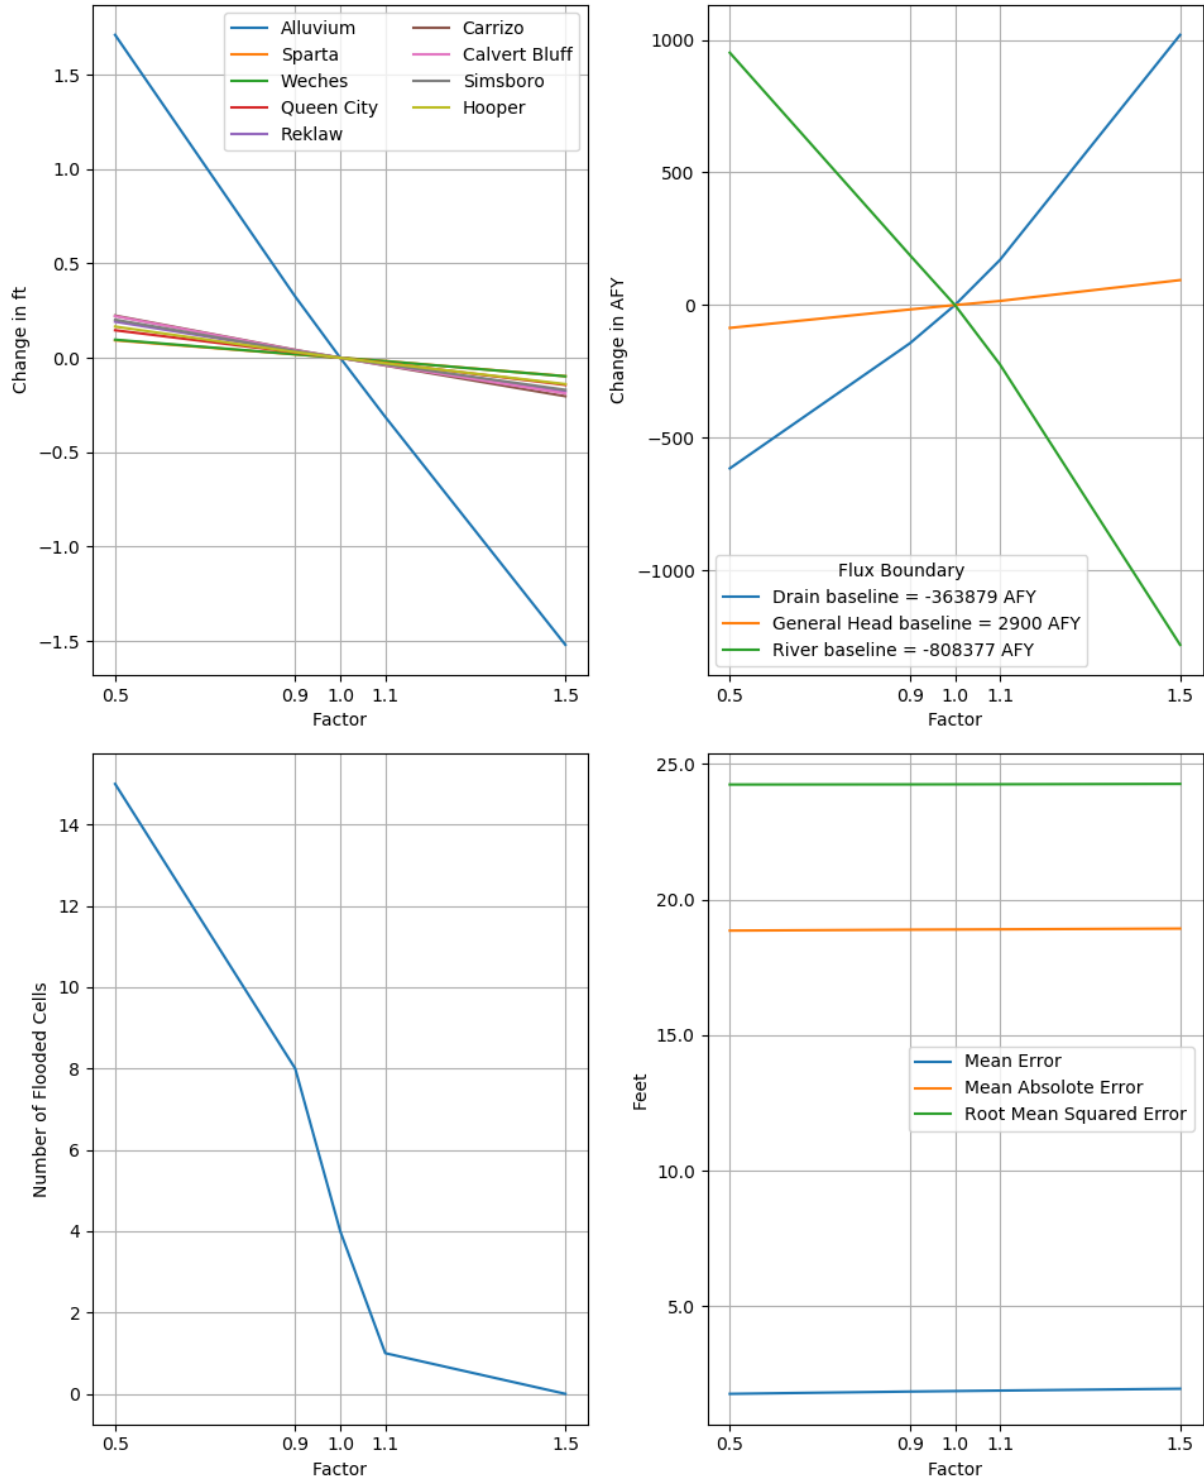 Alluvium
Sparta
Weches
Queen City
Reklaw
Carrizo
Calvert Bluff
Simsboro
Hooper
1.5
1.0
0.5
0.0
−0.5
−1.0
−1.5
Change in ft
0.5
0.9
1.0
1.1
1.5
Factor
1000
500
0
−500
−1000
Change in AFY
Flux Boundary
Drain baseline = -363879 AFY
General Head baseline = 2900 AFY
River baseline = -808377 AFY
0.5
0.9
1.0
1.1
1.5
Factor
14
12
10
8
6
4
2
0
Number of Flooded Cells
0.5
0.9
1.0
1.1
1.5
Factor
25.0
20.0
15.0
10.0
5.0
Feet
Mean Error
Mean Absolote Error
Root Mean Squared Error
0.5
0.9
1.0
1.1
1.5
Factor